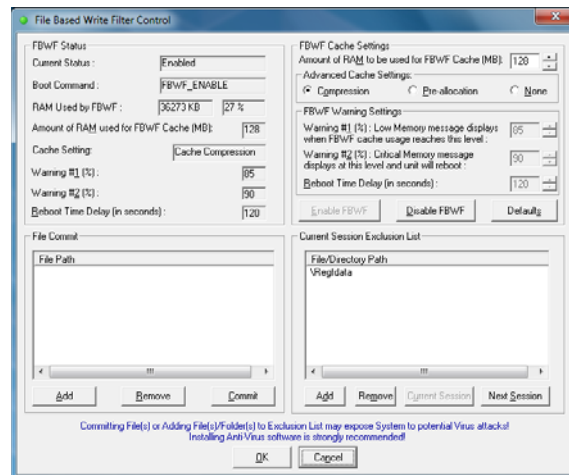 File Based Write Filter Control
FBWF Status
Current Status :
Enabled
Boot Command :
FBWF_ENABLE
RAM Used by FBWF :
36273 KB
27 %
Amount of RAM used for FBWF Cache (MB):
128
Cache Setting:
Cache Compression
Warning #1 (%) :
85
Warning #2 (%) :
90
Reboot Time Delay (in seconds) :
120
FBWF Cache Settings
Amount of RAM to be used for FBWF Cache (MB):
128
Advanced Cache Settings:
Compression
Pre-allocation
None
FBWF Warning Settings
Warning #1 (%) : Low Memory message displays
when FBWF cache usage reaches this level :
85
Warning #2 (%) : Critical Memory message
displays at this level and unit will reboot :
90
Reboot Time Delay (in seconds) :
120
Enable FBWF
Disable FBWF
Defaults
File Commit
File Path
Add
Remove
Commit
Current Session Exclusion List
File/Directory Path
\Regfdata
Add
Remove
Current Session
Next Session
Committing File(s) or Adding File(s)/Folder(s) to Exclusion List may expose System to potential Virus attacks!
Installing Anti-Virus software is strongly recommended!
OK
Cancel